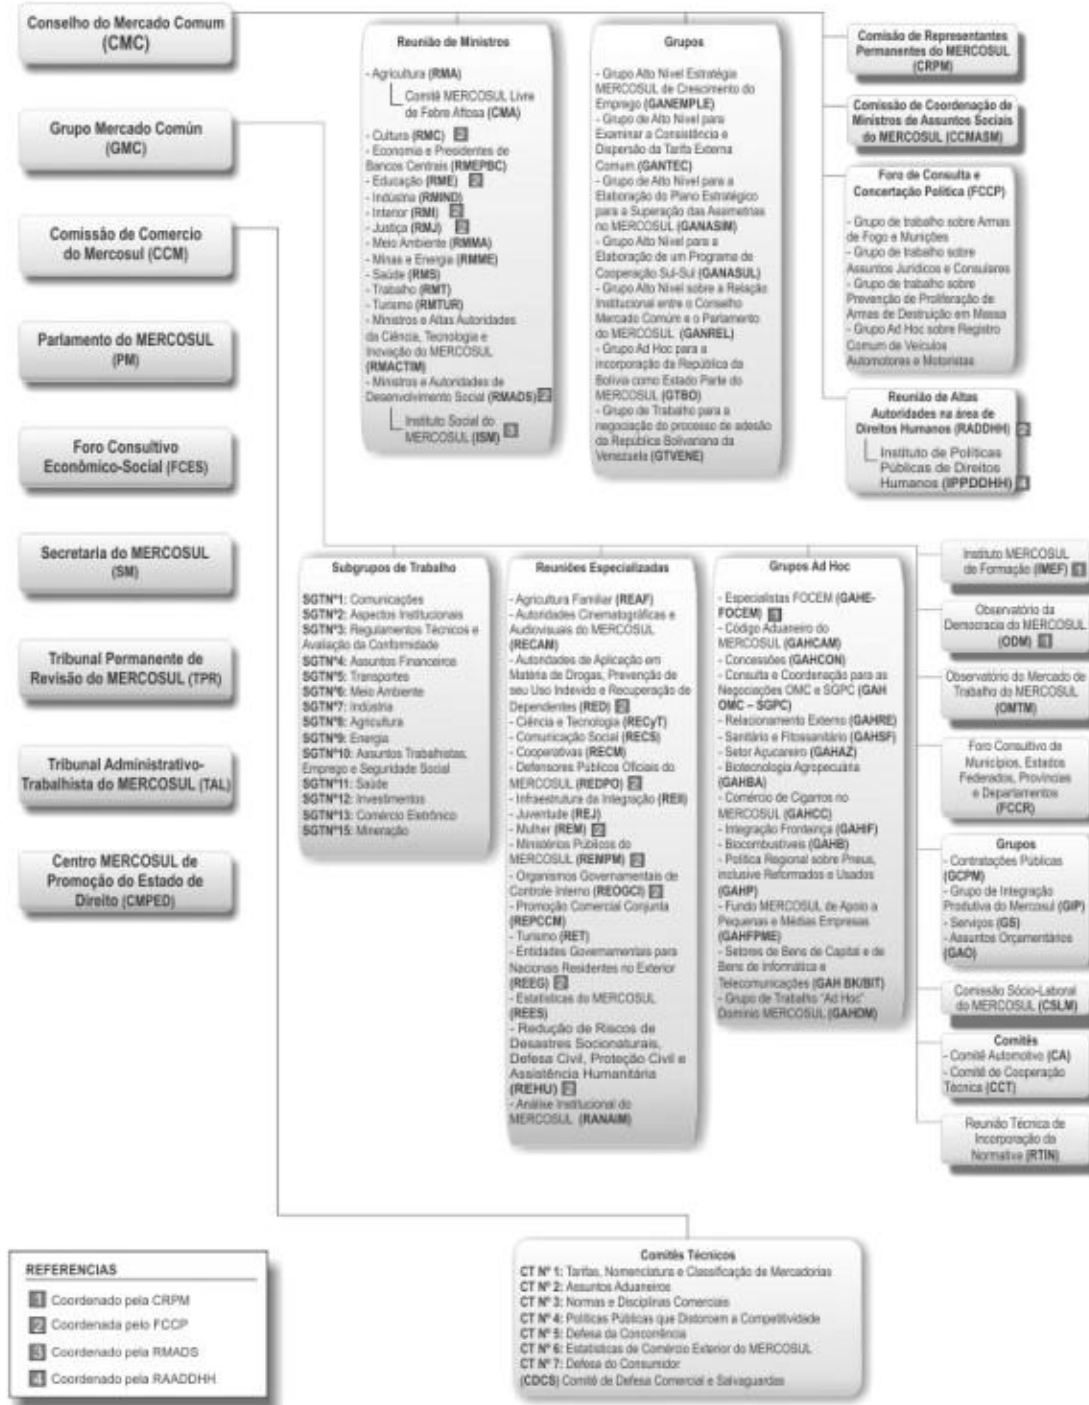 Conselho do Mercado Comum
(CMC)
Grupo Mercado Común
(GMC)
Comissão de Comercio
do Mercosul (CCM)
Parlamento do MERCOSUL
(PM)
Foro Consultivo
Econômico-Social (FCES)
Secretaria do MERCOSUL
(SM)
Tribunal Permanente de
Revisão do MERCOSUL (TPR)
Tribunal Administrativo-
Trabalhista do MERCOSUL (TAL)
Centro MERCOSUL de
Promoção do Estado de
Direito (CMPED)
Reunião de Ministros
- Agricultura (RMA)
Comitê MERCOSUL Livre
de Febre Aftosa (CMA)
- Cultura (RMC) 2
- Economia e Presidentes de
Bancos Centrais (RMEPBC)
- Educação (RME) 2
- Indústria (RMIND)
- Interior (RMI) 2
- Justiça (RMJ) 2
- Meio Ambiente (RMMA)
- Minas e Energia (RMME)
- Saúde (RMS)
- Trabalho (RMT)
- Turismo (RMTUR)
- Ministros e Altas Autoridades
da Ciência, Tecnologia e
Inovação do MERCOSUL
(RMACTIM)
- Ministros e Autoridades de
Desenvolvimento Social (RMADS) 2
Instituto Social do
MERCOSUL (ISM) 3
Grupos
- Grupo Alto Nível Estratégia
MERCOSUL de Crescimento do
Emprego (GANEMPLE)
- Grupo de Alto Nível para
Examinar a Consistência e
Dispersão da Tarifa Externa
Comum (GANTEC)
- Grupo de Alto Nível para a
Elaboração do Plano Estratégico
para a Superação das Assimetrias
no MERCOSUL (GANASIM)
- Grupo Alto Nível para a
Elaboração de um Programa de
Cooperação Sul-Sul (GANASUL)
- Grupo Alto Nível sobre a Relação
Institucional entre o Conselho
Mercado Comúm e o Parlamento
do MERCOSUL (GANREL)
- Grupo Ad Hoc para a
incorporação da República da
Bolívia como Estado Parte do
MERCOSUL (GTBO)
- Grupo de Trabalho para a
negociação do processo de adesão
da República Bolivariana da
Venezuela (GTVENE)
Comisão de Representantes
Permanentes do MERCOSUL
(CRPM)
Comissão de Coordenação de
Ministros de Assuntos Sociais
do MERCOSUL (CCMASM)
Foro de Consulta e
Concertação Política (FCCP)
- Grupo de trabalho sobre Armas
de Fogo e Munições
- Grupo de trabalho sobre
Assuntos Jurídicos e Consulares
- Grupo de trabalho sobre
Prevenção de Proliferação de
Armas de Destruição em Massa
- Grupo Ad Hoc sobre Registro
Comum de Veículos
Automotores e Motoristas
Reunião de Altas
Autoridades na área de
Direitos Humanos (RADDHH) 2
Instituto de Políticas
Públicas de Direitos
Humanos (IPPDDHH) 4
Subgrupos de Trabalho
SGTNº1: Comunicações
SGTNº2: Aspectos Institucionais
SGTNº3: Regulamentos Técnicos e
Avaliação da Conformidade
SGTNº4: Assuntos Financeiros
SGTNº5: Transportes
SGTNº6: Meio Ambiente
SGTNº7: Indústria
SGTNº8: Agricultura
SGTNº9: Energia
SGTNº10: Assuntos Trabalhistas,
Emprego e Seguridade Social
SGTNº11: Saúde
SGTNº12: Investimentos
SGTNº13: Comércio Eletrônico
SGTNº15: Mineração
Reuniões Especializadas
- Agricultura Familiar (REAF)
- Autoridades Cinematográficas e
Audiovisuais do MERCOSUL
(RECAM)
- Autoridades de Aplicação em
Matéria de Drogas, Prevenção de
seu Uso Indevido e Recuperação de
Dependentes (RED) 2
- Ciência e Tecnologia (RECyT)
- Comunicação Social (RECS)
- Cooperativas (RECM)
- Defensores Públicos Oficiais do
MERCOSUL (REDPO) 2
- Infraestrutura da Integração (REII)
- Juventude (REJ)
- Mulher (REM) 2
- Ministérios Públicos do
MERCOSUL (REMPM) 2
- Organismos Governamentais de
Controle Interno (REOGCI) 2
- Promoção Comercial Conjunta
(REPCCM)
- Turismo (RET)
- Entidades Governamentais para
Nacionais Residentes no Exterior
(REEG) 2
- Estatísticas do MERCOSUL
(REES)
- Redução de Riscos de
Desastres Socionaturais,
Defesa Civil, Proteção Civil e
Assistência Humanitária
(REHU) 2
- Análise Institucional do
MERCOSUL (RANAIM)
Grupos Ad Hoc
- Especialistas FOCEM (GAHE-
FOCEM) 1
- Código Aduaneiro do
MERCOSUL (GAHCAM)
- Concessões (GAHCON)
- Consulta e Coordenação para as
Negociações OMC e SGPC (GAH
OMC – SGPC)
- Relacionamento Externo (GAHRE)
- Sanitário e Fitossanitário (GAHSF)
- Setor Açucareiro (GAHAZ)
- Biotecnologia Agropecuária
(GAHBA)
- Comércio de Cigarros no
MERCOSUL (GAHCC)
- Integração Fronteiriça (GAHIF)
- Biocombustíveis (GAHB)
- Política Regional sobre Pneus,
inclusive Reformados e Usados
(GAHP)
- Fundo MERCOSUL de Apoio a
Pequenas e Médias Empresas
(GAHFPME)
- Setores de Bens de Capital e de
Bens de Informática e
Telecomunicações (GAH BK/BIT)
- Grupo de Trabalho "Ad Hoc"
Domínio MERCOSUL (GAHDM)
Instituto MERCOSUL
de Formação (IMEF) 1
Observatório da
Democracia do MERCOSUL
(ODM) 1
Observatório do Mercado de
Trabalho do MERCOSUL
(OMTM)
Foro Consultivo de
Municípios, Estados
Federados, Províncias
e Departamentos
(FCCR)
Grupos
- Contratações Públicas
(GCPM)
- Grupo de Integração
Produtiva do Mercosul (GIP)
- Serviços (GS)
- Assuntos Orçamentários
(GAO)
Comissão Sócio-Laboral
do MERCOSUL (CSLM)
Comitês
- Comitê Automotivo (CA)
- Comitê de Cooperação
Técnica (CCT)
Reunião Técnica de
Incorporação da
Normativa (RTIN)
Comitês Técnicos
CT Nº 1: Tarifas, Nomenclatura e Classificação de Mercadorias
CT Nº 2: Assuntos Aduaneiros
CT Nº 3: Normas e Disciplinas Comerciais
CT Nº 4: Políticas Públicas que Distorcem a Competitividade
CT Nº 5: Defesa da Concorrência
CT Nº 6: Estatísticas de Comércio Exterior do MERCOSUL
CT Nº 7: Defesa do Consumidor
(CDCS) Comitê de Defesa Comercial e Salvaguardas
REFERENCIAS
1 Coordenado pela CRPM
2 Coordenada pelo FCCP
3 Coordenado pela RMADS
4 Coordenado pela RAADDHH